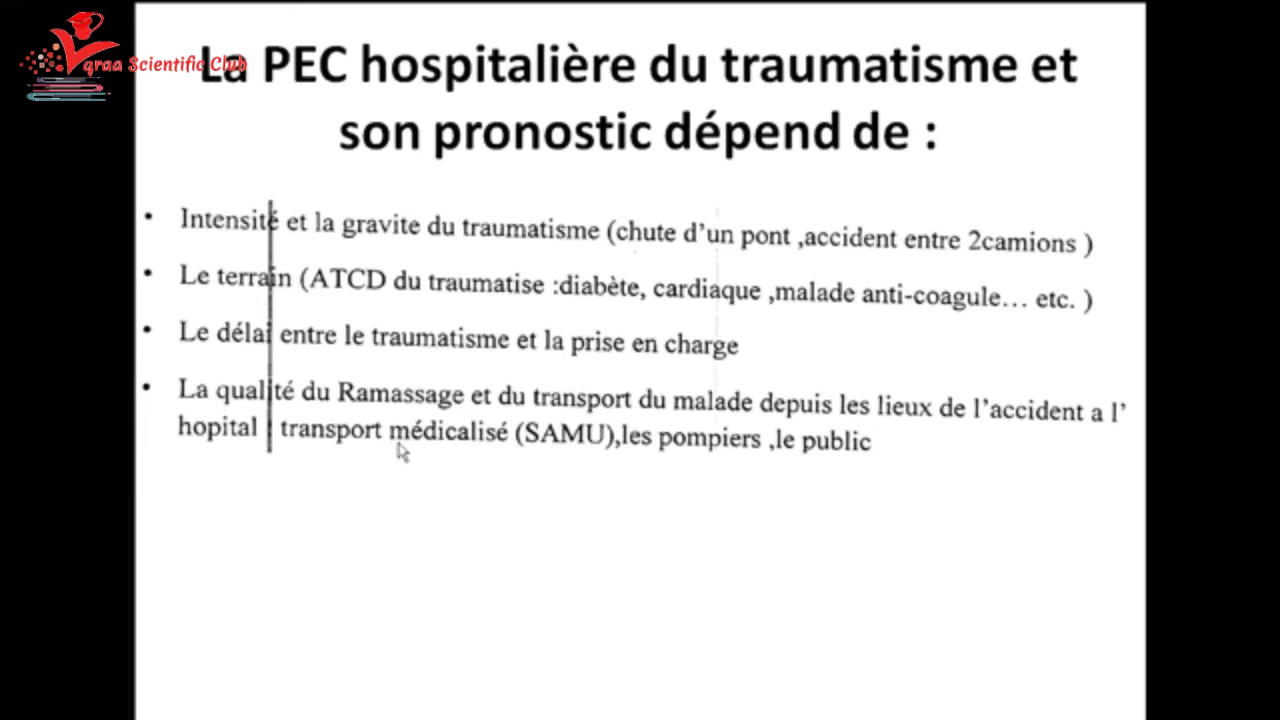 qraa Scientific Club
La PEC hospitalière du traumatisme et
son pronostic dépend de :
• Intensité et la gravite du traumatisme (chute d’un pont ,accident entre 2camions )
• Le terrain (ATCD du traumatise :diabète, cardiaque ,malade anti-coagule… etc. )
• Le délai entre le traumatisme et la prise en charge
• La qualité du Ramassage et du transport du malade depuis les lieux de l’accident a l’
hopital : transport médicalisé (SAMU),les pompiers ,le public